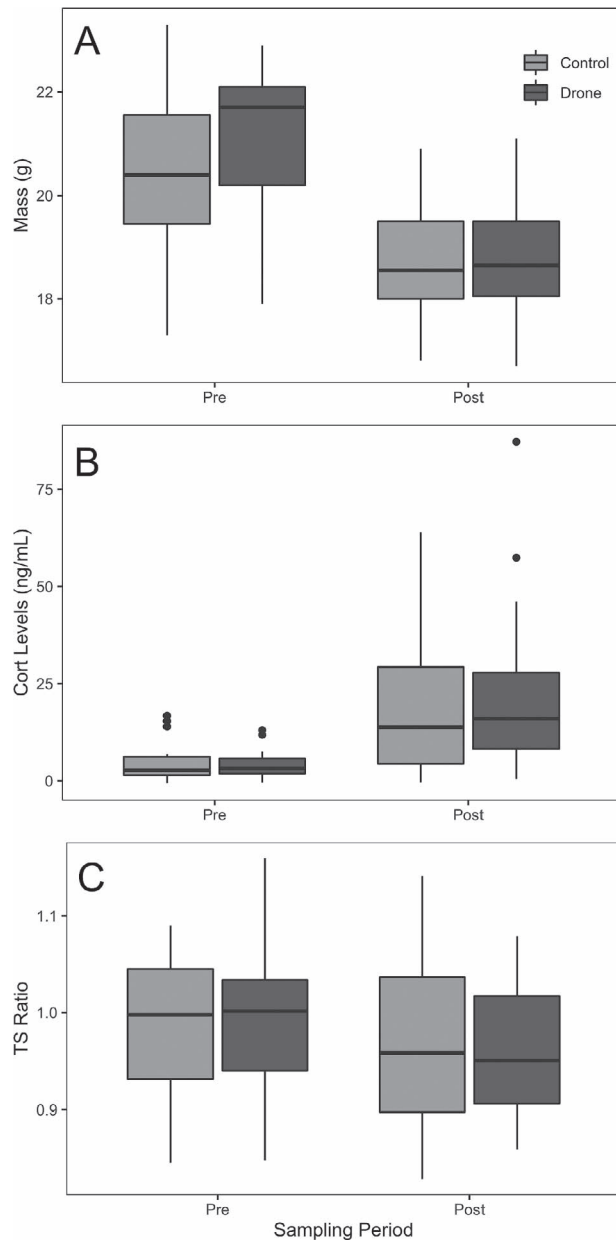 A
Control
Drone
Mass (g)
22
20
18
Pre
Post
B
Cort Levels (ng/mL)
75
50
25
0
Pre
Post
C
TS Ratio
1.1
1.0
0.9
Pre
Post
Sampling Period